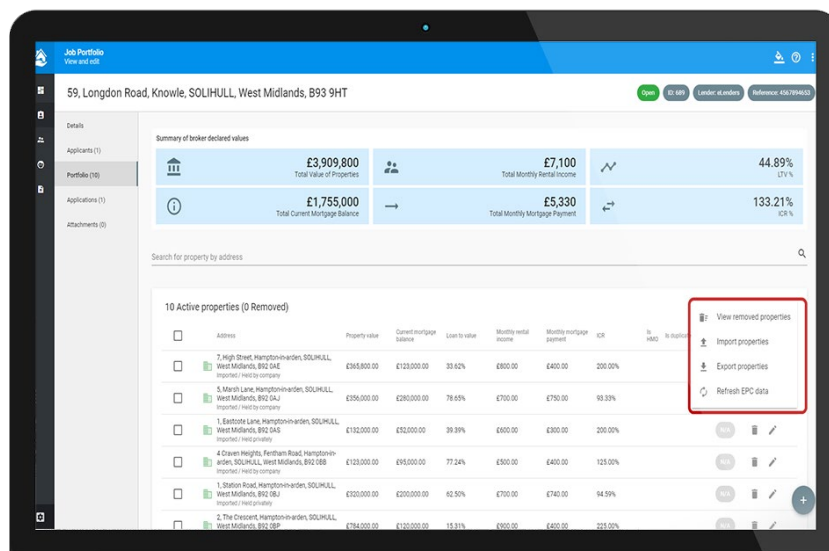 Job Portfolio
View and edit
59, Longdon Road, Knowle, SOLIHULL, West Midlands, B93 9HT
Open
ID: 689
Lender: eLenders
Reference: 4567894653
Details
Applicants (1)
Portfolio (10)
Applications (1)
Attachments (0)
Summary of broker declared values
£3,909,800
Total Value of Properties
£7,100
Total Monthly Rental Income
44.89%
LTV %
£1,755,000
Total Current Mortgage Balance
£5,330
Total Monthly Mortgage Payment
133.21%
ICR %
Search for property by address
10 Active properties (0 Removed)
View removed properties
Import properties
Export properties
Refresh EPC data
Address
Property value
Current mortgage
balance
Loan to value
Monthly rental
income
Monthly mortgage
payment
ICR
Is
HMO
Is duplicate
7, High Street, Hampton-in-arden, SOLIHULL,
West Midlands, B92 0AE
Imported / Held by company
£365,800.00
£123,000.00
33.62%
£800.00
£400.00
200.00%
5, Marsh Lane, Hampton-in-arden, SOLIHULL,
West Midlands, B92 0AJ
Imported / Held by company
£356,000.00
£280,000.00
78.65%
£700.00
£750.00
93.33%
1, Eastcote Lane, Hampton-in-arden, SOLIHULL,
West Midlands, B92 0AS
Imported / Held privately
£132,000.00
£52,000.00
39.39%
£600.00
£300.00
200.00%
N/A
4 Craven Heights, Fentham Road, Hampton-in-
arden, SOLIHULL, West Midlands, B92 0BB
Imported / Held by company
£123,000.00
£95,000.00
77.24%
£500.00
£400.00
125.00%
N/A
1, Station Road, Hampton-in-arden, SOLIHULL,
West Midlands, B92 0BJ
Imported / Held privately
£320,000.00
£200,000.00
62.50%
£700.00
£740.00
94.59%
N/A
2, The Crescent, Hampton-in-arden, SOLIHULL,
West Midlands, B92 0BP
£784,000.00
£120,000.00
15.31%
£900.00
£400.00
225.00%
N/A